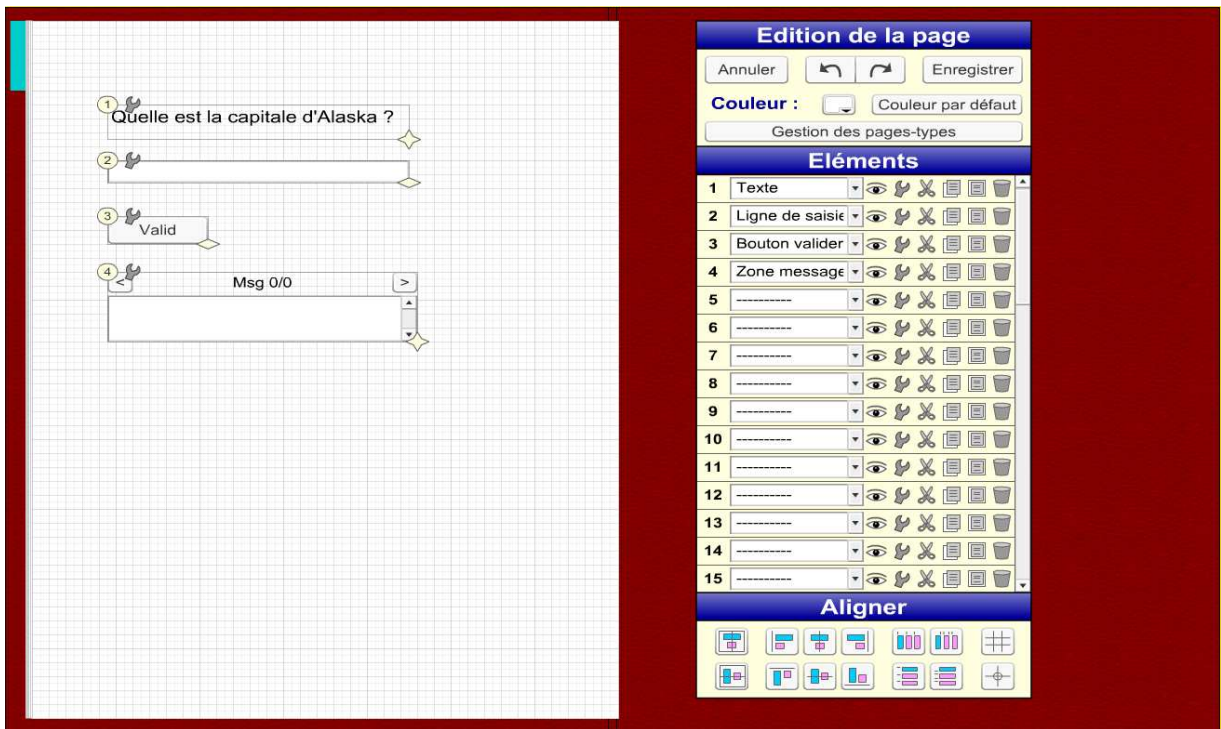 1
Quelle est la capitale d'Alaska ?
2
3
Valid
4
< Msg 0/0 >
Edition de la page
Annuler Enregistrer
Couleur : Couleur par défaut
Gestion des pages-types
Eléments
1 Texte
2 Ligne de saisie
3 Bouton valider
4 Zone message
5 ----------
6 ----------
7 ----------
8 ----------
9 ----------
10 ----------
11 ----------
12 ----------
13 ----------
14 ----------
15 ----------
Aligner